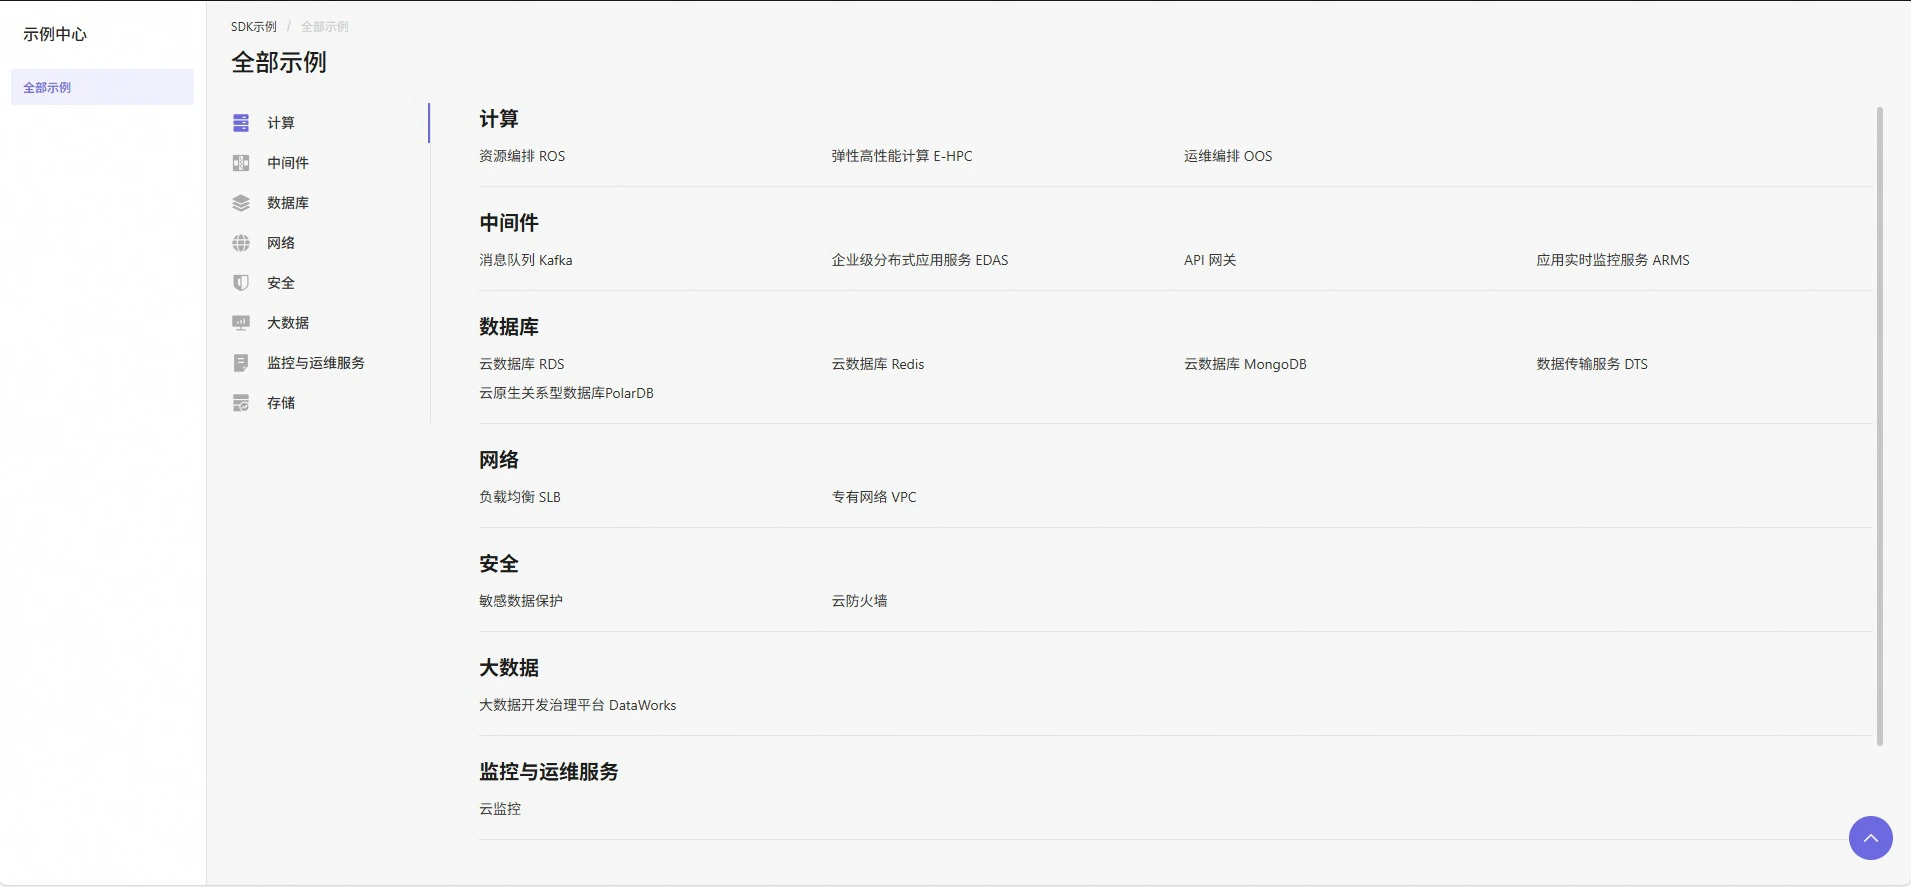 示例中心
全部示例
SDK示例 / 全部示例
全部示例
计算
中间件
数据库
网络
安全
大数据
监控与运维服务
存储
计算
资源编排 ROS
弹性高性能计算 E-HPC
运维编排 OOS
中间件
消息队列 Kafka
企业级分布式应用服务 EDAS
API 网关
应用实时监控服务 ARMS
数据库
云数据库 RDS
云数据库 Redis
云数据库 MongoDB
数据传输服务 DTS
云原生关系型数据库PolarDB
网络
负载均衡 SLB
专有网络 VPC
安全
敏感数据保护
云防火墙
大数据
大数据开发治理平台 DataWorks
监控与运维服务
云监控